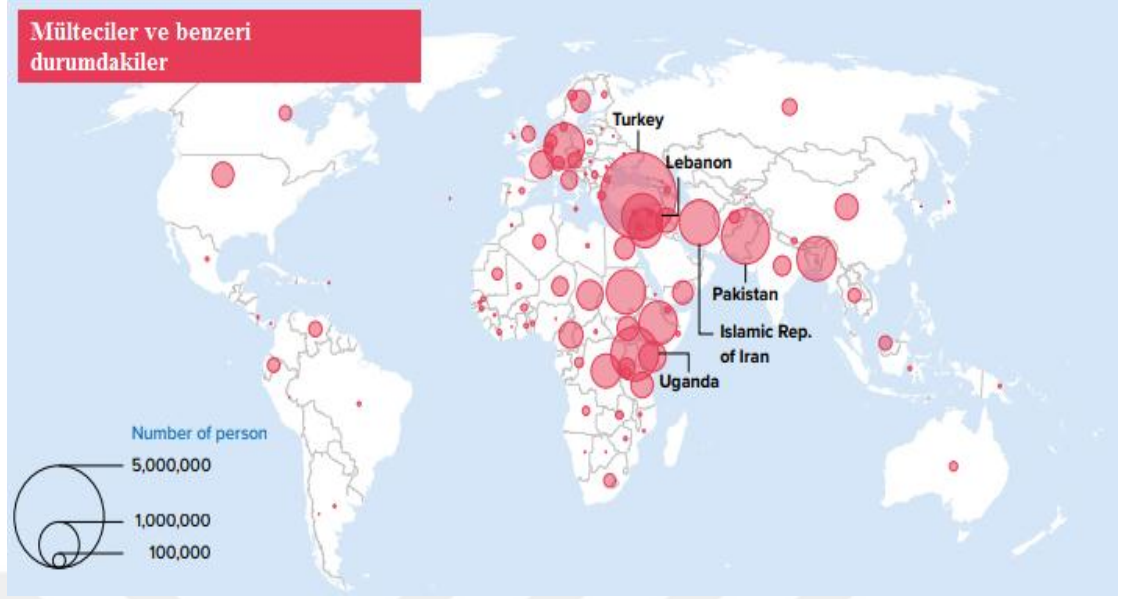 Mülteciler ve benzeri
durumdakiler
Turkey
Lebanon
Pakistan
Islamic Rep.
of Iran
Uganda
Number of person
5,000,000
1,000,000
100,000